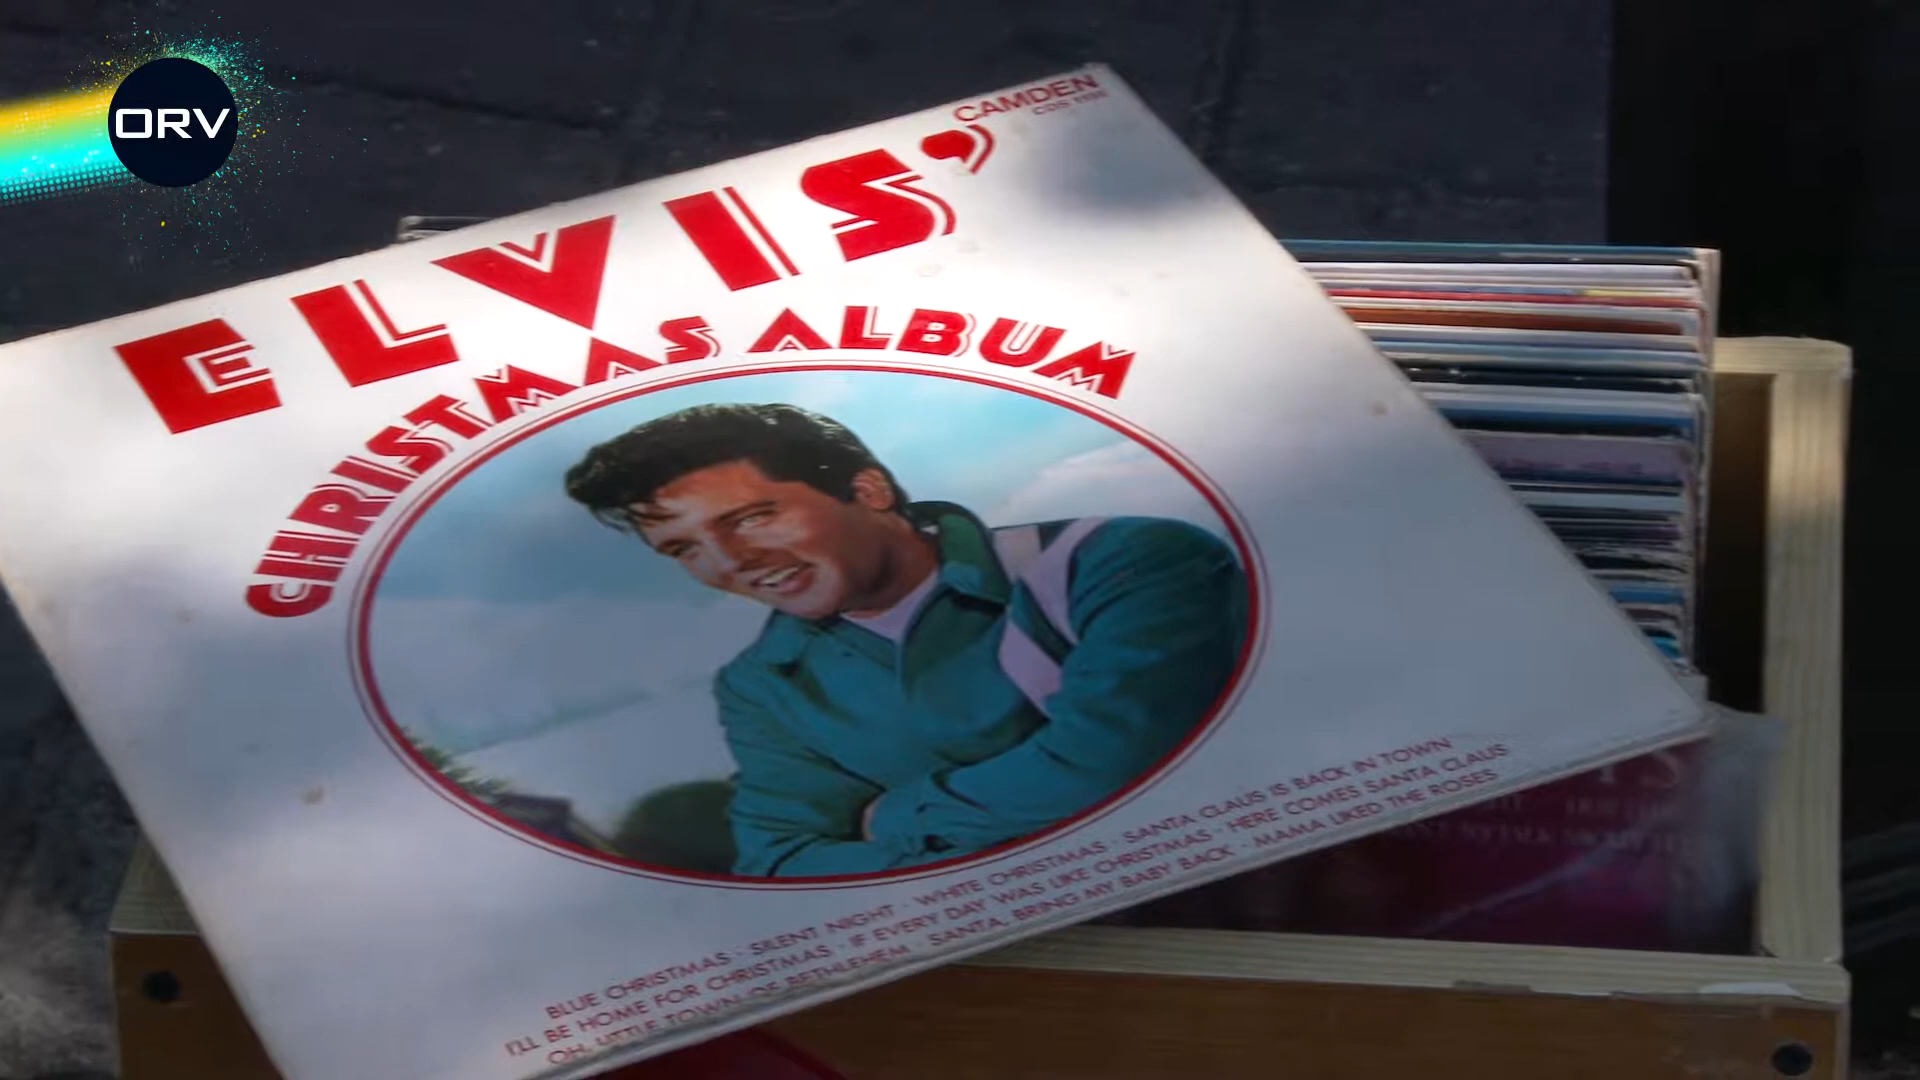 ORV
CAMDEN
ELVIS'
CHRISTMAS ALBUM
BLUE CHRISTMAS · SILENT NIGHT · WHITE CHRISTMAS · SANTA CLAUS IS BACK IN TOWN
I'LL BE HOME FOR CHRISTMAS · IF EVERY DAY WAS LIKE CHRISTMAS · HERE COMES SANTA CLAUS
OH, LITTLE TOWN OF BETHLEHEM · SANTA, BRING MY BABY BACK · MAMA LIKED THE ROSES